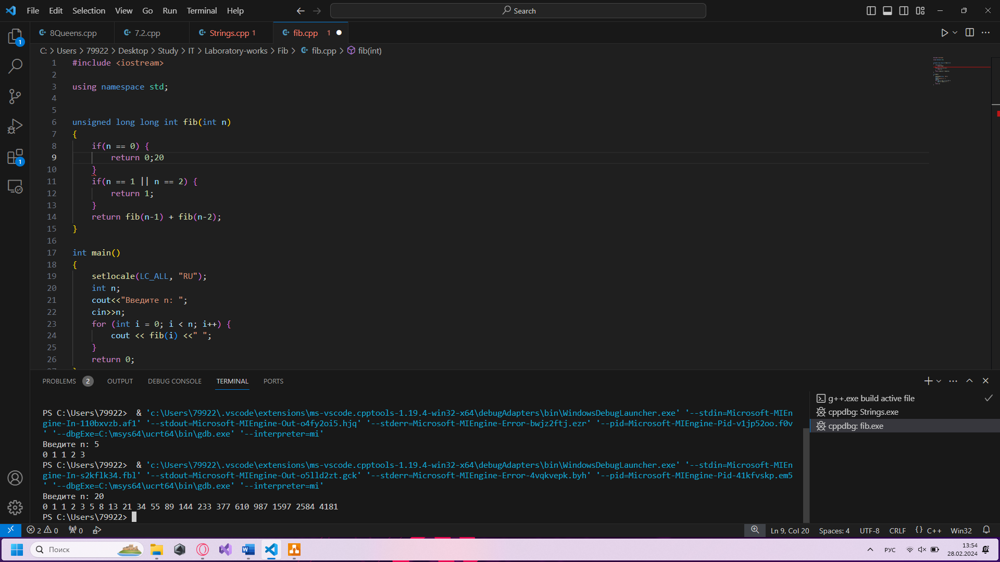 File Edit Selection View Go Run Terminal Help
Search
8Queens.cpp
7.2.cpp
Strings.cpp 1
fib.cpp 1
C: > Users > 79922 > Desktop > Study > IT > Laboratory-works > Fib > fib.cpp > fib(int)
1 #include <iostream>
2
3 using namespace std;
4
5
6 unsigned long long int fib(int n)
7 {
8 if(n == 0) {
9 return 0;20
10 }
11 if(n == 1 || n == 2) {
12 return 1;
13 }
14 return fib(n-1) + fib(n-2);
15 }
16
17 int main()
18 {
19 setlocale(LC_ALL, "RU");
20 int n;
21 cout<<"Введите n: ";
22 cin>>n;
23 for (int i = 0; i < n; i++) {
24 cout << fib(i) <<" ";
25 }
26 return 0;
PROBLEMS 2 OUTPUT DEBUG CONSOLE TERMINAL PORTS
PS C:\Users\79922>  & 'c:\Users\79922\.vscode\extensions\ms-vscode.cpptools-1.19.4-win32-x64\debugAdapters\bin\WindowsDebugLauncher.exe' '--stdin=Microsoft-MIEn
gine-In-110bxvzb.af1' '--stdout=Microsoft-MIEngine-Out-o4fy2oi5.hjq' '--stderr=Microsoft-MIEngine-Error-bwjz2ftj.ezr' '--pid=Microsoft-MIEngine-Pid-v1jp52oo.f0v
' '--dbgExe=C:\msys64\ucrt64\bin\gdb.exe' '--interpreter=mi'
Введите n: 5
0 1 1 2 3
PS C:\Users\79922>  & 'c:\Users\79922\.vscode\extensions\ms-vscode.cpptools-1.19.4-win32-x64\debugAdapters\bin\WindowsDebugLauncher.exe' '--stdin=Microsoft-MIEn
gine-In-s2kflk34.fbl' '--stdout=Microsoft-MIEngine-Out-o5lld2zt.gck' '--stderr=Microsoft-MIEngine-Error-4vqkvepk.byh' '--pid=Microsoft-MIEngine-Pid-41kfvskp.em5
' '--dbgExe=C:\msys64\ucrt64\bin\gdb.exe' '--interpreter=mi'
Введите n: 20
0 1 1 2 3 5 8 13 21 34 55 89 144 233 377 610 987 1597 2584 4181
PS C:\Users\79922>
g++.exe build active file
cppdbg: Strings.exe
cppdbg: fib.exe
2 0 0 Ln 9, Col 20 Spaces: 4 UTF-8 CRLF {} C++ Win32
Поиск
РУС
13:54
28.02.2024